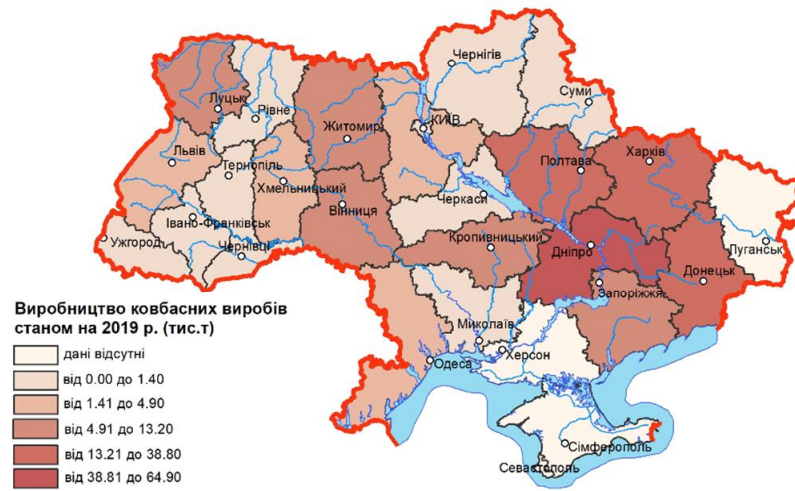 Чернігів
Суми
Луцьк
Рівне
КИЇВ
Житомир
Львів
Тернопіль
Хмельницький
Полтава
Харків
Черкаси
Вінниця
Івано-Франківськ
Ужгород
Чернівці
Кропивницький
Дніпро
Луганськ
Донецьк
Запоріжжя
Миколаїв
Херсон
Одеса
Сімферополь
Севастополь
Виробництво ковбасних виробів
станом на 2019 р. (тис.т)
дані відсутні
від 0.00 до 1.40
від 1.41 до 4.90
від 4.91 до 13.20
від 13.21 до 38.80
від 38.81 до 64.90